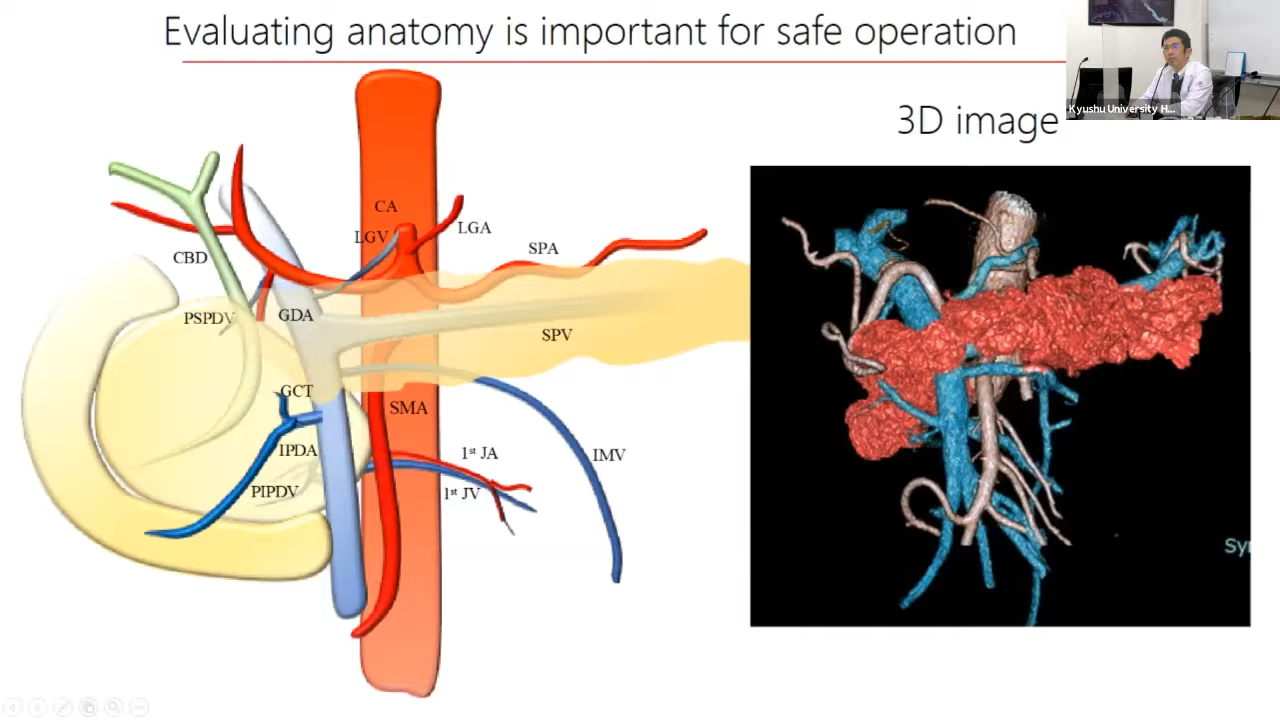 Evaluating anatomy is important for safe operation
Kyushu University H...
3D image
CA
LGV
LGA
CBD
SPA
PSPDV
GDA
SPV
GCT
SMA
IPDA
1st JA
IMV
PIPDV
1st JV
Sy